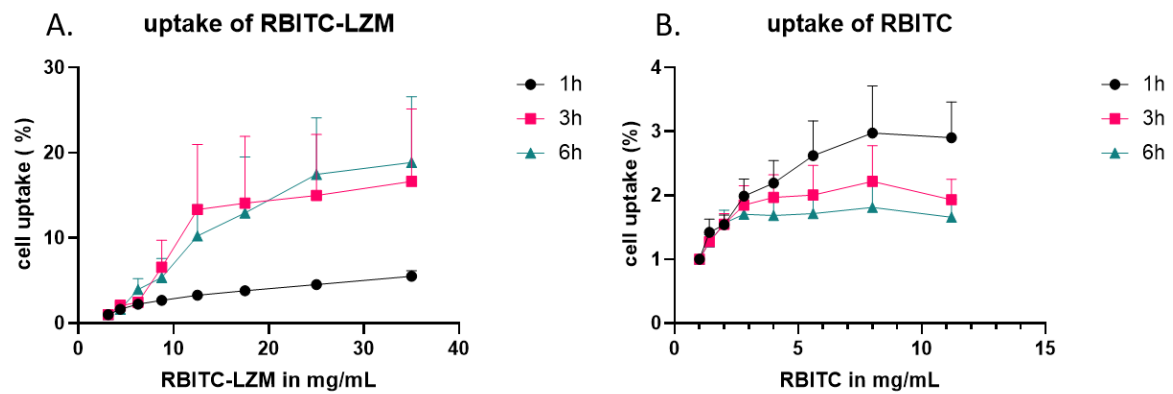 A.
uptake of RBITC-LZM
30
20
10
0
cell uptake ( %)
0
10
20
30
40
RBITC-LZM in mg/mL
1h
3h
6h
B.
uptake of RBITC
4
3
2
1
0
cell uptake (%)
0
5
10
15
RBITC in mg/mL
1h
3h
6h